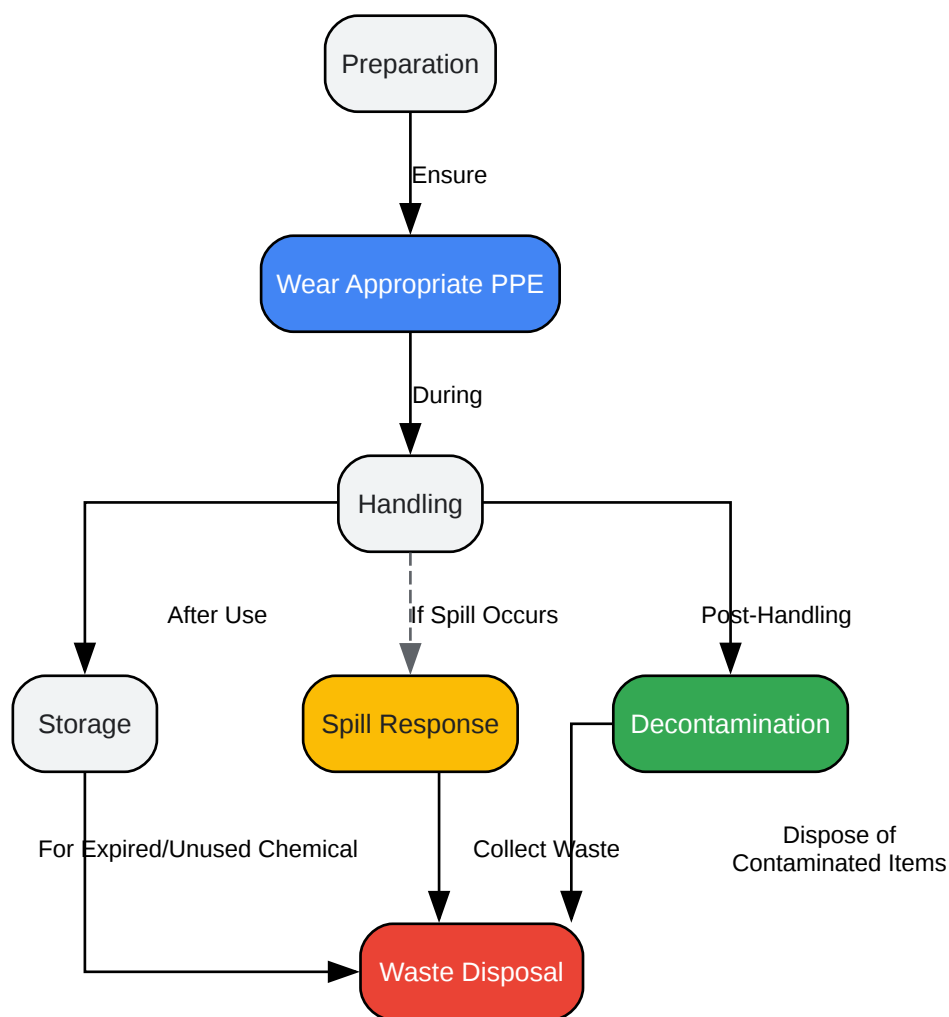 Preparation
Ensure
Wear Appropriate PPE
During
Handling
After Use
If Spill Occurs
Post-Handling
Storage
Spill Response
Decontamination
For Expired/Unused Chemical
Collect Waste
Dispose of
Contaminated Items
Waste Disposal